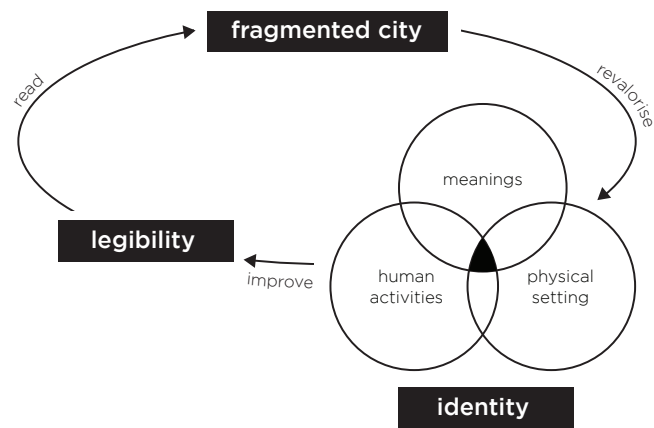 fragmented city
read
revalorise
meanings
legibility
improve
human
activities
physical
setting
identity